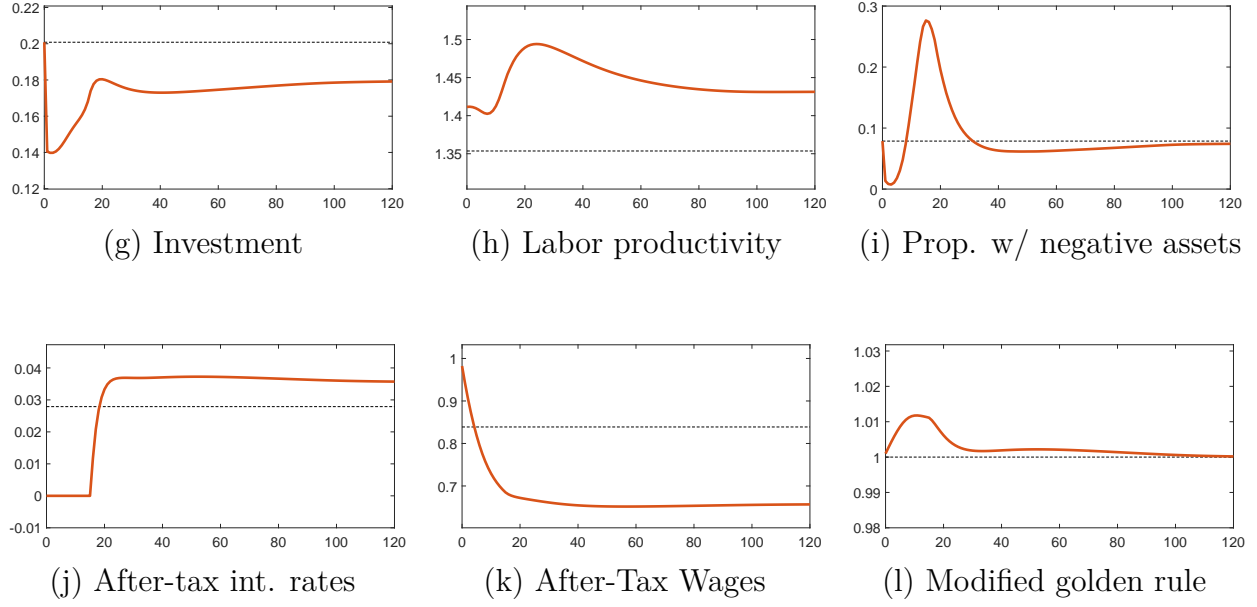 0.22
0.2
0.18
0.16
0.14
0.12
0 20 40 60 80 100 120
(g) Investment
1.5
1.45
1.4
1.35
0 20 40 60 80 100 120
(h) Labor productivity
0.3
0.2
0.1
0
0 20 40 60 80 100 120
(i) Prop. w/ negative assets
0.04
0.03
0.02
0.01
0
-0.01
0 20 40 60 80 100 120
(j) After-tax int. rates
1
0.9
0.8
0.7
0 20 40 60 80 100 120
(k) After-Tax Wages
1.03
1.02
1.01
1
0.99
0.98
0 20 40 60 80 100 120
(l) Modified golden rule